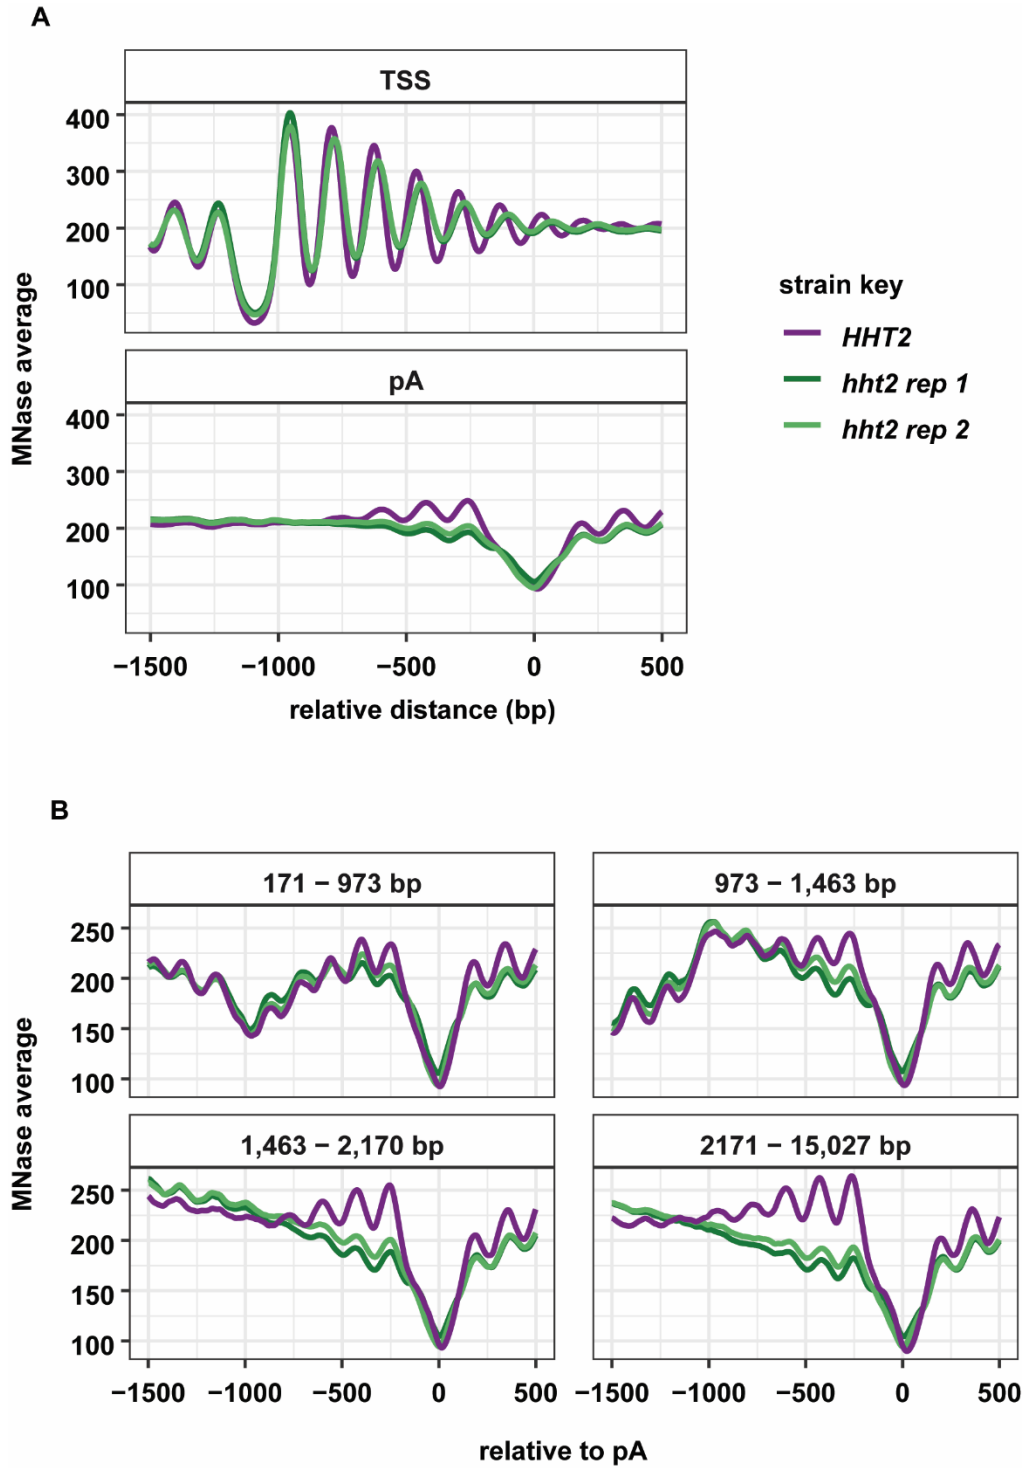 A
TSS
400
300
200
100
pA
400
300
200
100
MNase average
−1500 −1000 −500 0 500
relative distance (bp)
strain key
HHT2
hht2 rep 1
hht2 rep 2
B
171 − 973 bp
973 − 1,463 bp
250
200
150
100
1,463 − 2,170 bp
2171 − 15,027 bp
250
200
150
100
MNase average
−1500 −1000 −500 0 500
−1500 −1000 −500 0 500
relative to pA